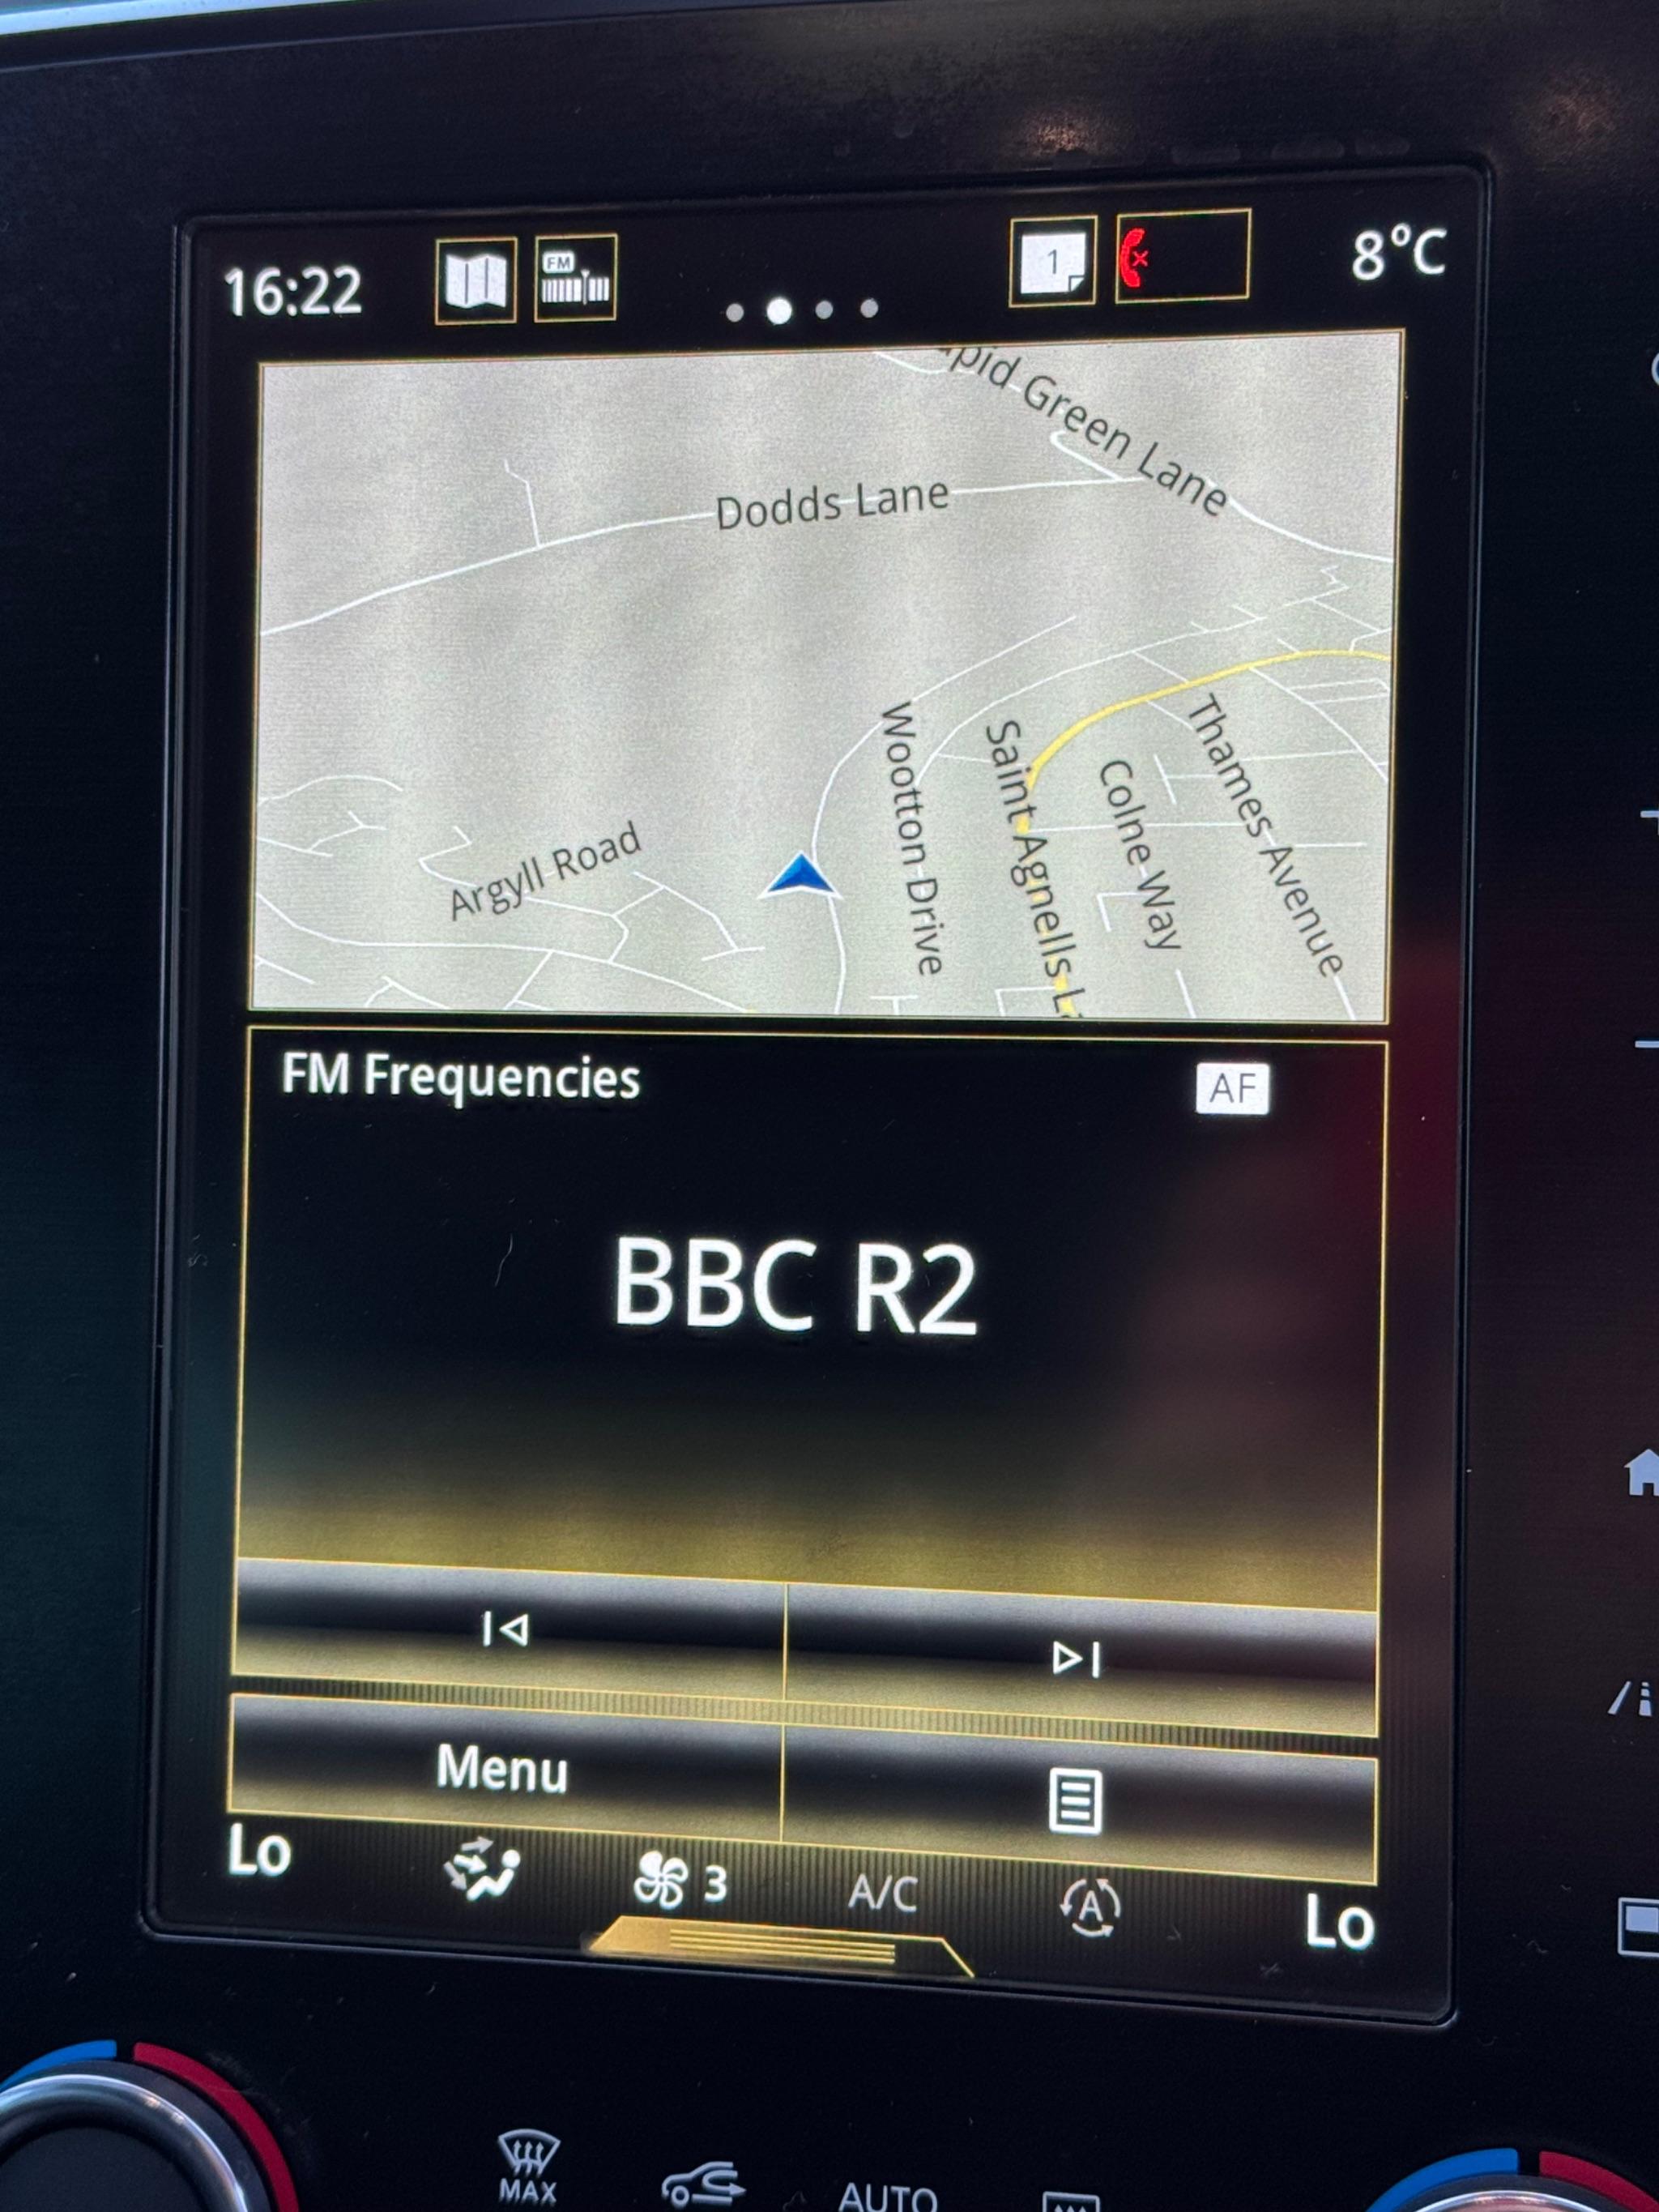 16:22
FM
1
8°C
Green Lane
Dodds Lane
Wootton Drive
Saint Agnells
Colne Way
Thames Avenue
Argyll Road
FM Frequencies
AF
BBC R2
Menu
Lo
3
A/C
A
Lo
MAX
AUTO